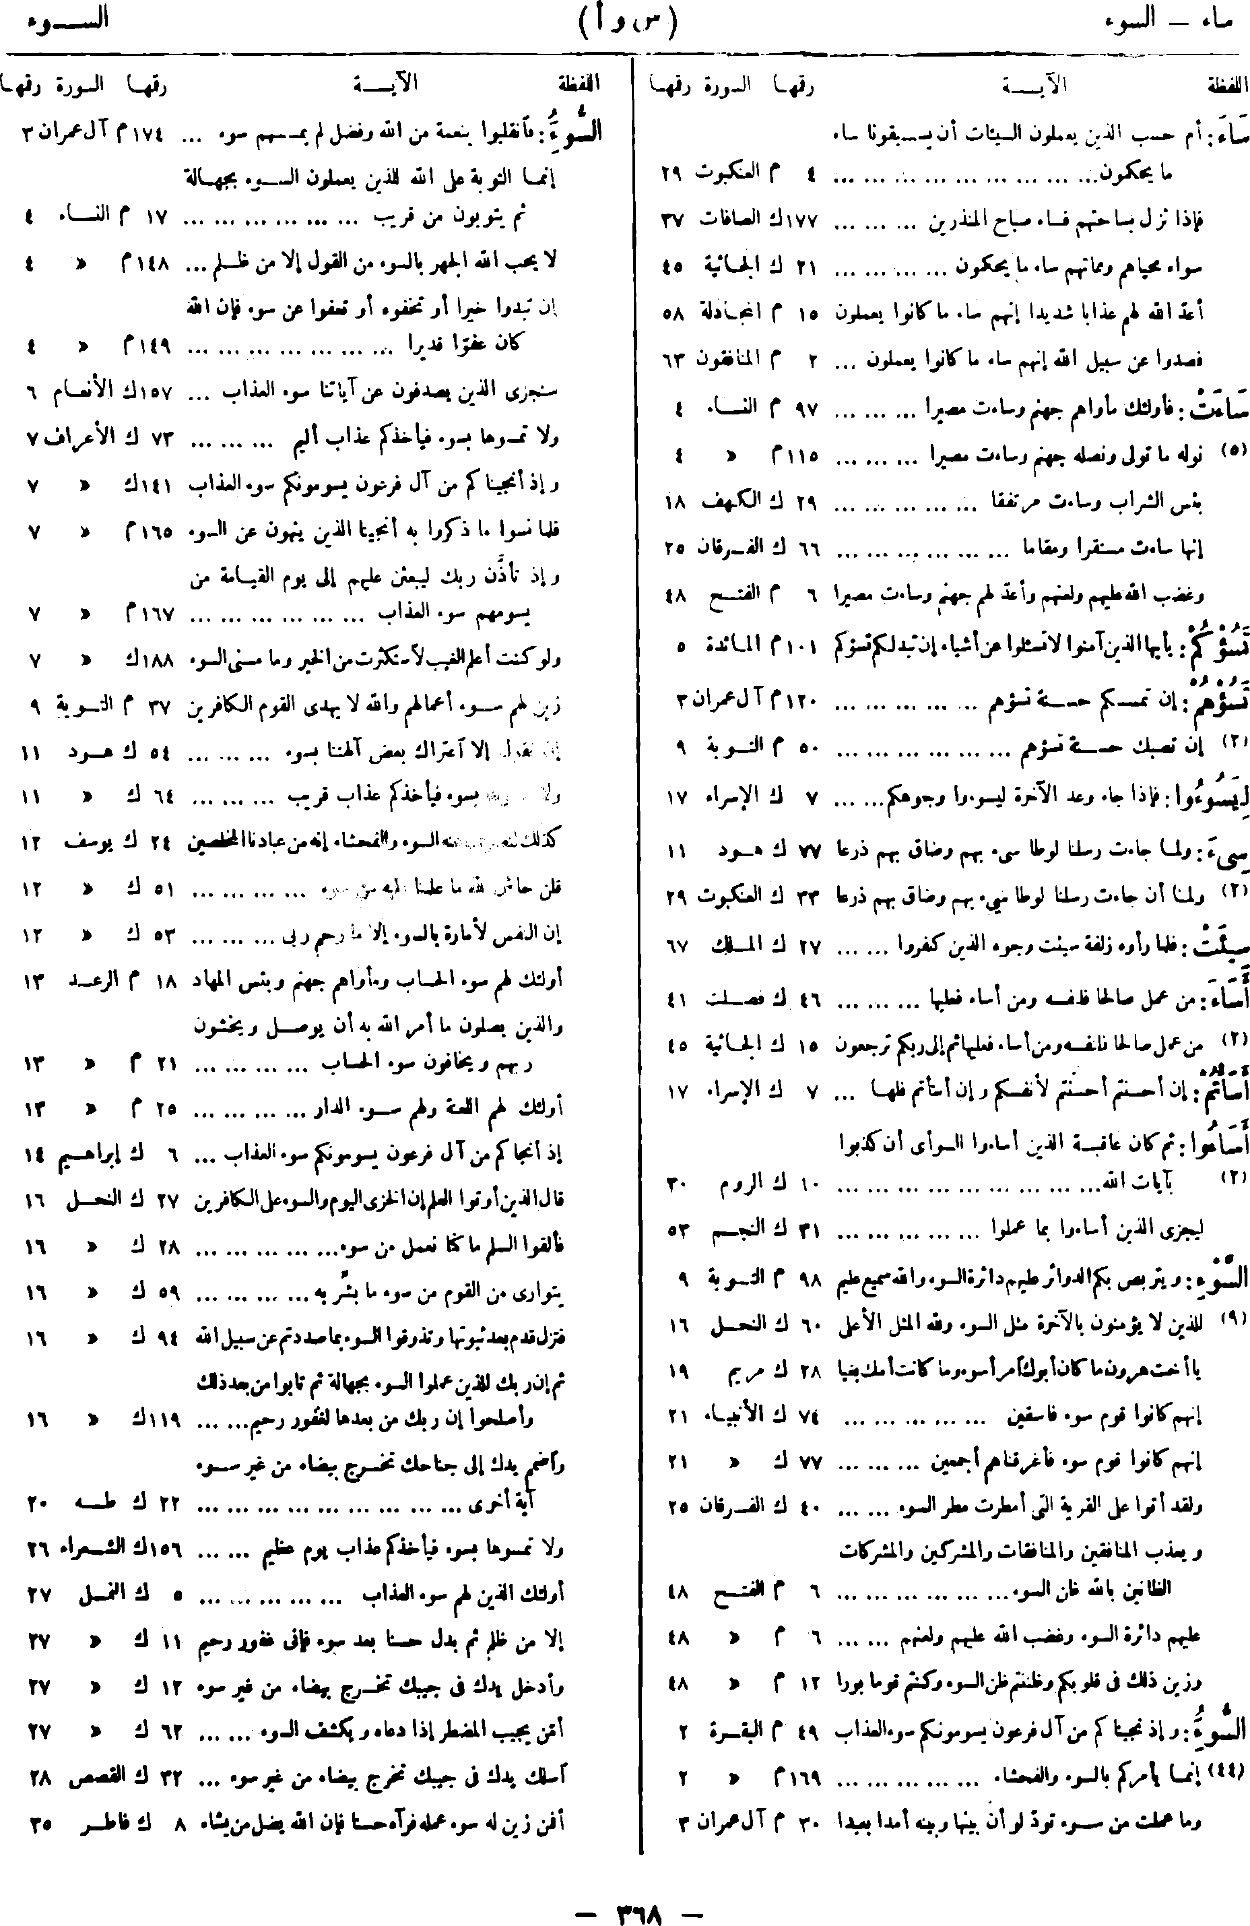 ساء – السوء
(س و أ)
الســـوء
اللفظة الآيـــة رقمها السورة رقمها
سَاءَ: أم حسب الذين يعملون السيئات أن يسبقونا ساء
ما يحكمون... ... ... ... ... ... ... ... ... ٤ م العنكبوت ٢٩
فإذا نزل بساحتهم فساء صباح المنذرين ... ... ... ١٧٧ ك الصافات ٣٧
سواء محياهم ومماتهم ساء ما يحكمون ... ... ... ... ٢١ ك الجاثية ٤٥
أعدّ الله لهم عذابا شديدا إنهم ساء ما كانوا يعملون ١٥ م المجادلة ٥٨
فصدوا عن سبيل الله إنهم ساء ما كانوا يعملون ... ٢ م المنافقون ٦٣
سَاءَتْ: فأولئك مأواهم جهنم وساءت مصيرا ... ... ... ٩٧ م النساء ٤
(٥) نوله ما تولى ونصله جهنم وساءت مصيرا ... ... ... ١١٥ م » ٤
بئس الشراب وساءت مرتفقا ... ... ... ... ... ٢٩ ك الكهف ١٨
إنها ساءت مستقرا ومقاما ... ... ... ... ... ... ٦٦ ك الفرقان ٢٥
وغضب الله عليهم ولعنهم وأعدّ لهم جهنم وساءت مصيرا ٦ م الفتح ٤٨
تَسُؤْكُمْ: يأيها الذين آمنوا لا تسئلوا عن أشياء إن تبد لكم تسؤكم ١٠١ م المائدة ٥
تَسُؤْهُمْ: إن تمسسكم حسنة تسؤهم ... ... ... ... ... ١٢٠ م آل عمران ٣
(٢) إن تصبك حسنة تسؤهم ... ... ... ... ... ... ٥٠ م التوبة ٩
لِيَسُوءُوا: فإذا جاء وعد الآخرة ليسوءوا وجوهكم... ... ... ٧ ك الإسراء ١٧
سِىءَ: ولما جاءت رسلنا لوطا سىء بهم وضاق بهم ذرعا ٧٧ ك هود ١١
(٢) ولما أن جاءت رسلنا لوطا سىء بهم وضاق بهم ذرعا ٣٣ ك العنكبوت ٢٩
سِيئَتْ: فلما رأوه زلفة سيئت وجوه الذين كفروا ... ... ٢٧ ك الملك ٦٧
أَسَاءَ: من عمل صالحا فلنفسه ومن أساء فعليها ... ... ... ٤٦ ك فصلت ٤١
(٢) من عمل صالحا فلنفسه ومن أساء فعليها ثم إلى ربكم ترجعون ١٥ ك الجاثية ٤٥
أَسَأْتُمْ: إن أحسنتم أحسنتم لأنفسكم وإن أسأتم فلها ... ٧ ك الإسراء ١٧
أَسَاءُوا: ثم كان عاقبة الذين أساءوا السوأى أن كذبوا
(٢) بآيات الله... ... ... ... ... ... ... ... ... ١٠ ك الروم ٣٠
ليجزى الذين أساءوا بما عملوا ... ... ... ... ... ٣١ ك النجم ٥٣
السَّوْءِ: ويتربص بكم الدوائر عليهم دائرة السوء والله سميع عليم ٩٨ م التوبة ٩
(٩) للذين لا يؤمنون بالآخرة مثل السوء ولله المثل الأعلى ٦٠ ك النحل ١٦
يا أخت هرون ما كان أبوك أمرأ سوء وما كانت أمك بغيا ٢٨ ك مريم ١٩
إنهم كانوا قوم سوء فاسقين ... ... ... ... ... ٧٤ ك الأنبياء ٢١
إنهم كانوا قوم سوء فأغرقناهم أجمعين ... ... ... ٧٧ ك » ٢١
ولقد أتوا على القرية التى أمطرت مطر السوء ... ... ٤٠ ك الفرقان ٢٥
ويعذب المنافقين والمنافقات والمشركين والمشركات
الظانين بالله ظن السوء... ... ... ... ... ... ... ٦ م الفتح ٤٨
عليهم دائرة السوء وغضب الله عليهم ولعنهم ... ... ٦ م » ٤٨
وزين ذلك فى قلوبكم وظننتم ظن السوء وكنتم قوما بورا ١٢ م » ٤٨
السُّوءُ: وإذ نجيناكم من آل فرعون يسومونكم سوء العذاب ٤٩ م البقرة ٢
(٤٤) إنما يأمركم بالسوء والفحشاء ... ... ... ... ... ١٦٩ م » ٢
وما عملت من سوء تودّ لو أن بينها وبينه أمدا بعيدا ٣٠ م آل عمران ٣
اللفظة الآيـــة رقمها السورة رقمها
السُّوءُ: فأنقلبوا بنعمة من الله وفضل لم يمسسهم سوء ... ١٧٤ م آل عمران ٣
إنما التوبة على الله للذين يعملون السوء بجهالة
ثم يتوبون من قريب ... ... ... ... ... ... ١٧ م النساء ٤
لا يحب الله الجهر بالسوء من القول إلا من ظلم ... ١٤٨ م » ٤
إن تبدوا خيرا أو تخفوه أو تعفوا عن سوء فإن الله
كان عفوّا قديرا ... ... ... ... ... ... ... ١٤٩ م » ٤
سنجزى الذين يصدفون عن آياتنا سوء العذاب ... ١٥٧ ك الأنعام ٦
ولا تمسوها بسوء فيأخذكم عذاب أليم ... ... ... ٧٣ ك الأعراف ٧
وإذ أنجيناكم من آل فرعون يسومونكم سوء العذاب ١٤١ ك » ٧
فلما نسوا ما ذكروا به أنجينا الذين ينهون عن السوء ١٦٥ م » ٧
وإذ تأذّن ربك ليبعثن عليهم إلى يوم القيامة من
يسومهم سوء العذاب ... ... ... ... ... ... ١٦٧ م » ٧
ولو كنت أعلم الغيب لأستكثرت من الخير وما مسنى السوء ١٨٨ ك » ٧
زين لهم سوء أعمالهم والله لا يهدى القوم الكافرين ٣٧ م التوبة ٩
إن نقول إلا أعتراك بعض آلهتنا بسوء ... ... ... ٥٤ ك هود ١١
ولا بسوء فيأخذكم عذاب قريب ... ... ... ٦٤ ك » ١١
كذلك لنصرف عنه السوء والفحشاء إنه من عبادنا المخلصين ٢٤ ك يوسف ١٢
قلن حاش لله ما علمنا عليه من سوء ... ... ... ... ٥١ ك » ١٢
إن النفس لأمارة بالسوء إلا ما رحم ربى ... ... ... ٥٣ ك » ١٢
أولئك لهم سوء الحساب ومأواهم جهنم وبئس المهاد ١٨ م الرعد ١٣
والذين يصلون ما أمر الله به أن يوصل ويخشون
ربهم ويخافون سوء الحساب ... ... ... ... ٢١ م » ١٣
أولئك لهم اللعنة ولهم سوء الدار ... ... ... ... ٢٥ م » ١٣
إذ أنجاكم من آل فرعون يسومونكم سوء العذاب ... ٦ ك إبراهيم ١٤
قال الذين أوتوا العلم إن الخزى اليوم والسوء على الكافرين ٢٧ ك النحل ١٦
فألقوا السلم ما كنا نعمل من سوء... ... ... ... ... ٢٨ ك » ١٦
يتوارى من القوم من سوء ما بشّر به ... ... ... ... ٥٩ ك » ١٦
فتزل قدم بعد ثبوتها وتذوقوا السوء بما صددتم عن سبيل الله ٩٤ ك » ١٦
ثم إن ربك للذين عملوا السوء بجهالة ثم تابوا من بعد ذلك
وأصلحوا إن ربك من بعدها لغفور رحيم... ... ... ١١٩ ك » ١٦
وأضمم يدك إلى جناحك تخرج بيضاء من غير سوء
آية أخرى ... ... ... ... ... ... ... ... ... ٢٢ ك طه ٢٠
ولا تمسوها بسوء فيأخذكم عذاب يوم عظيم ... ... ١٥٦ ك الشعراء ٢٦
أولئك الذين لهم سوء العذاب ... ... ... ... ... ٥ ك النمل ٢٧
إلا من ظلم ثم بدل حسنا بعد سوء فإنى غفور رحيم ١١ ك » ٢٧
وأدخل يدك فى جيبك تخرج بيضاء من غير سوء ١٢ ك » ٢٧
أمّن يجيب المضطر إذا دعاه ويكشف السوء ... ... ٦٢ ك » ٢٧
أسلك يدك فى جيبك تخرج بيضاء من غير سوء ... ٣٢ ك القصص ٢٨
أفمن زين له سوء عمله فرآه حسنا فإن الله يضل من يشاء ٨ ك فاطر ٣٥
– ٣٦٨ –